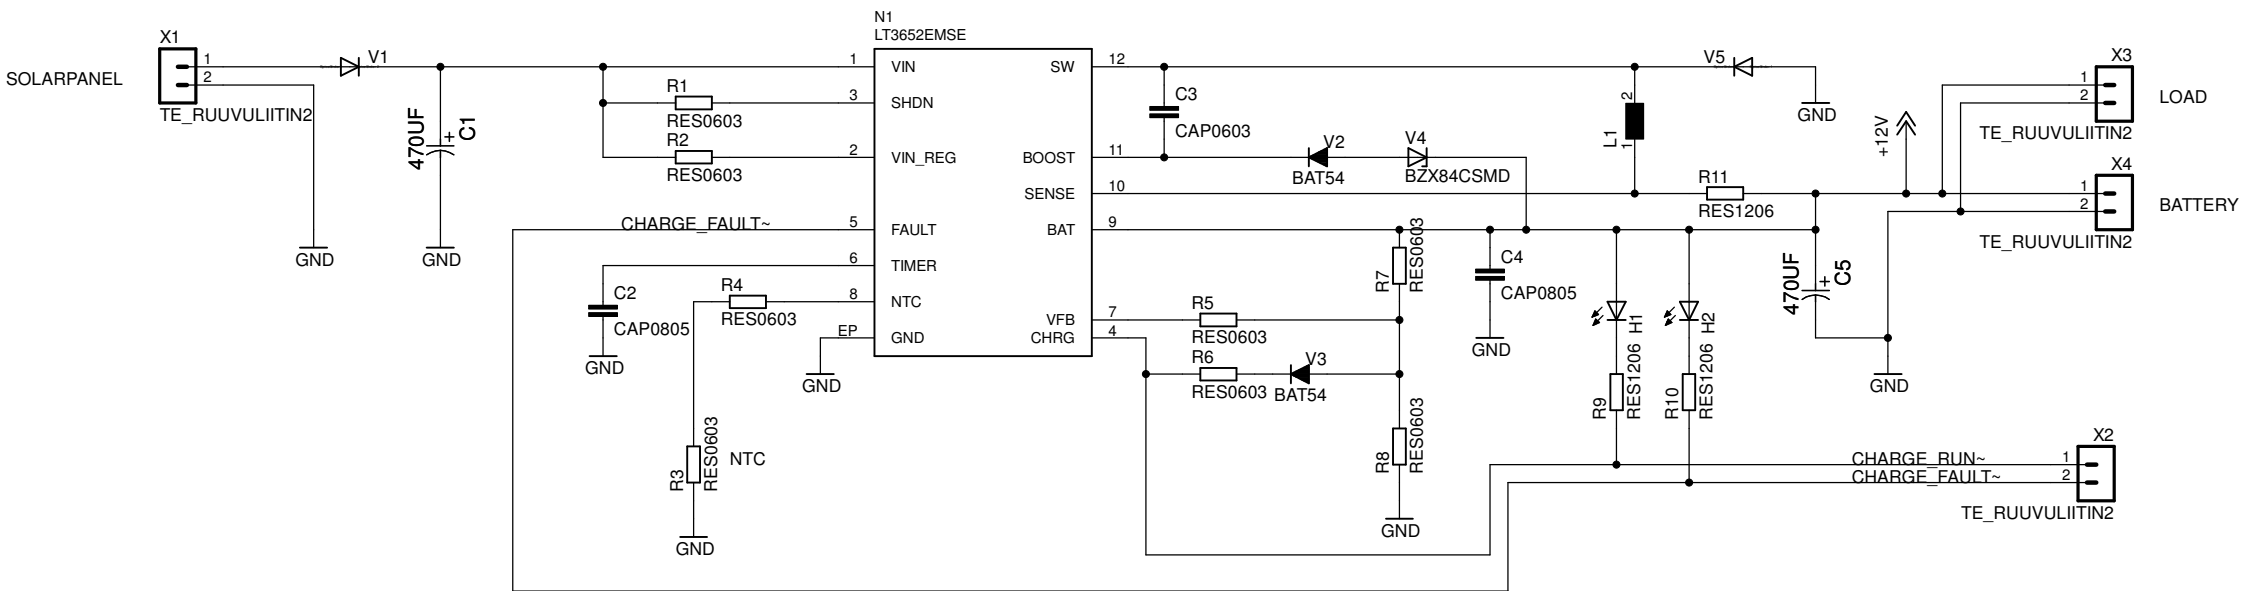 N1
LT3652EMSE
X1
SOLARPANEL
1
2
TE_RUUVULIITIN2
V1
470UF
+
C1
GND
GND
R1
RES0603
R2
RES0603
1 VIN
3 SHDN
2 VIN_REG
CHARGE_FAULT~
5 FAULT
6 TIMER
8 NTC
EP GND
C2
CAP0805
GND
R4
RES0603
GND
R3
RES0603
NTC
GND
SW 12
BOOST 11
SENSE 10
BAT 9
VFB 7
CHRG 4
C3
CAP0603
V2
BAT54
V4
BZX84CSMD
L1
2
1
V5
GND
R11
RES1206
R7
RES0603
C4
CAP0805
GND
R5
RES0603
R6
RES0603
V3
BAT54
R8
RES0603
GND
H1
R9
RES1206
H2
R10
RES1206
470UF
+
C5
GND
+12V
X3
1
2
LOAD
TE_RUUVULIITIN2
X4
1
2
BATTERY
TE_RUUVULIITIN2
X2
CHARGE_RUN~ 1
CHARGE_FAULT~ 2
TE_RUUVULIITIN2